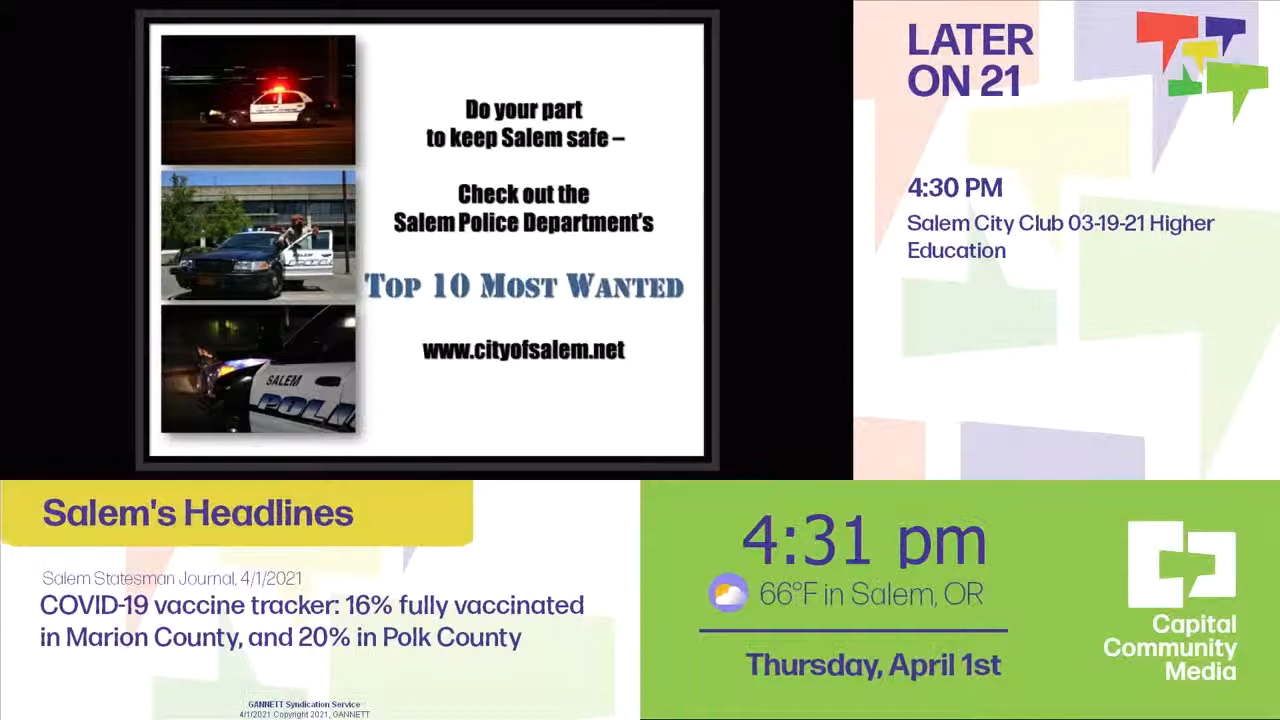 Do your part
to keep Salem safe –
Check out the
Salem Police Department's
Top 10 Most Wanted
www.cityofsalem.net
SALEM
SALEM
POLI
LATER
ON 21
4:30 PM
Salem City Club 03-19-21 Higher
Education
Salem's Headlines
Salem Statesman Journal, 4/1/2021
COVID-19 vaccine tracker: 16% fully vaccinated
in Marion County, and 20% in Polk County
GANNETT Syndication Service
4/1/2021 Copyright 2021, GANNETT
4:31 pm
66°F in Salem, OR
Thursday, April 1st
Capital
Community
Media